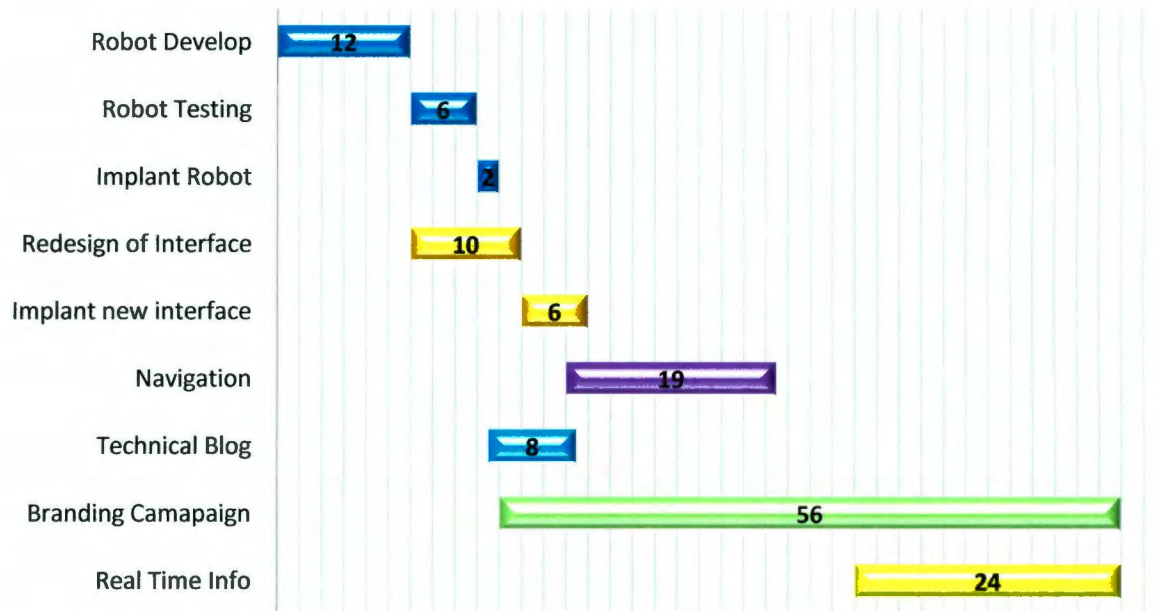 Robot Develop 12
Robot Testing 6
Implant Robot 2
Redesign of Interface 10
Implant new interface 6
Navigation 19
Technical Blog 8
Branding Camapaign 56
Real Time Info 24